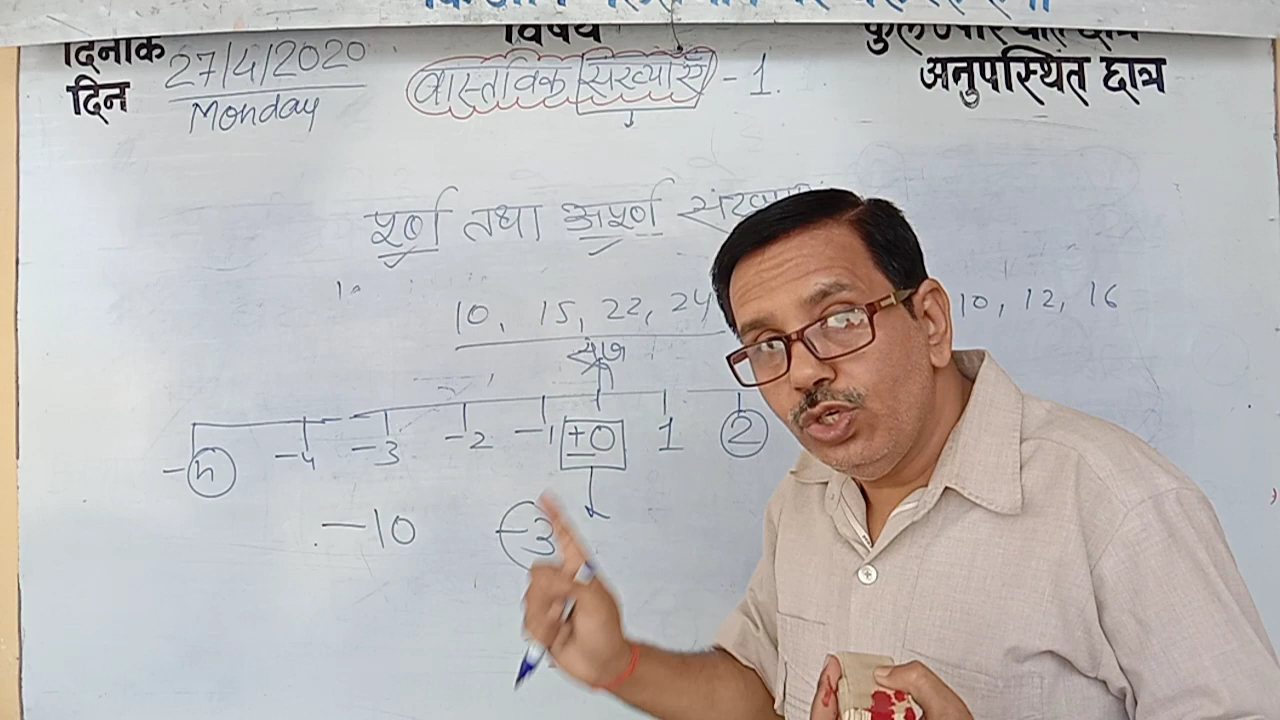 दिनांक 27/4/2020 विषय
दिन Monday वास्तविक संख्याएँ - 1 अनुपस्थित छात्र
पूर्ण तथा अपूर्ण
10, 15, 22, 24 10, 12, 16
-n -4 -3 -2 -1 ±0 1 2
-10 -3